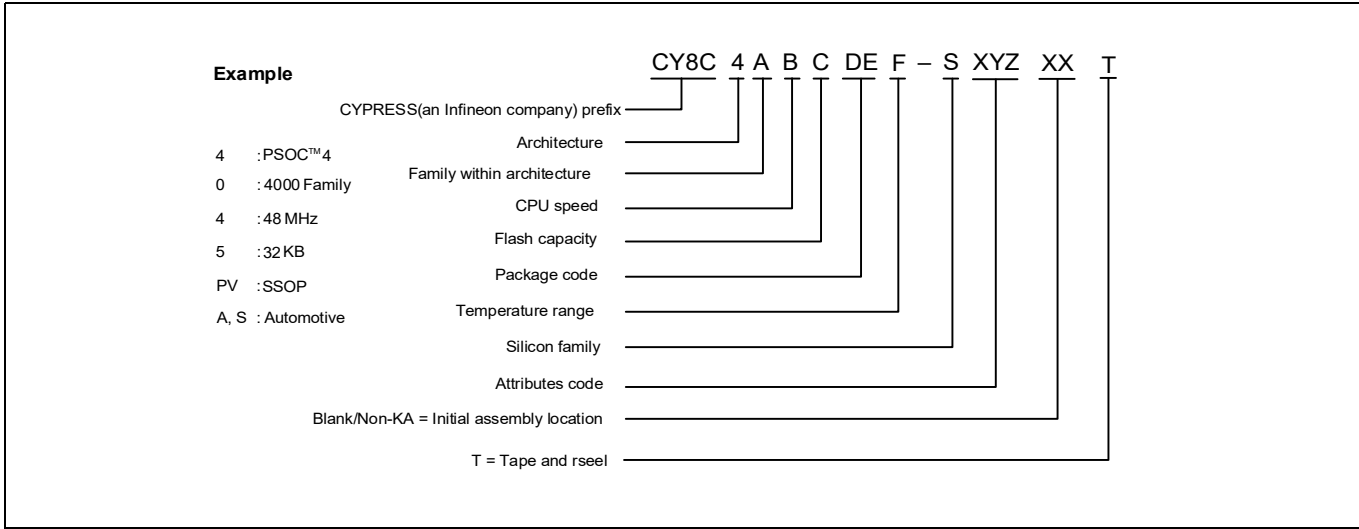 CY8C 4 A B C DE F – S XYZ XX T
Example
CYPRESS(an Infineon company) prefix
Architecture
4 :PSOC™4
Family within architecture
0 : 4000 Family
CPU speed
4 :48 MHz
Flash capacity
5 :32 KB
Package code
PV :SSOP
Temperature range
A, S : Automotive
Silicon family
Attributes code
Blank/Non-KA = Initial assembly location
T = Tape and rseel